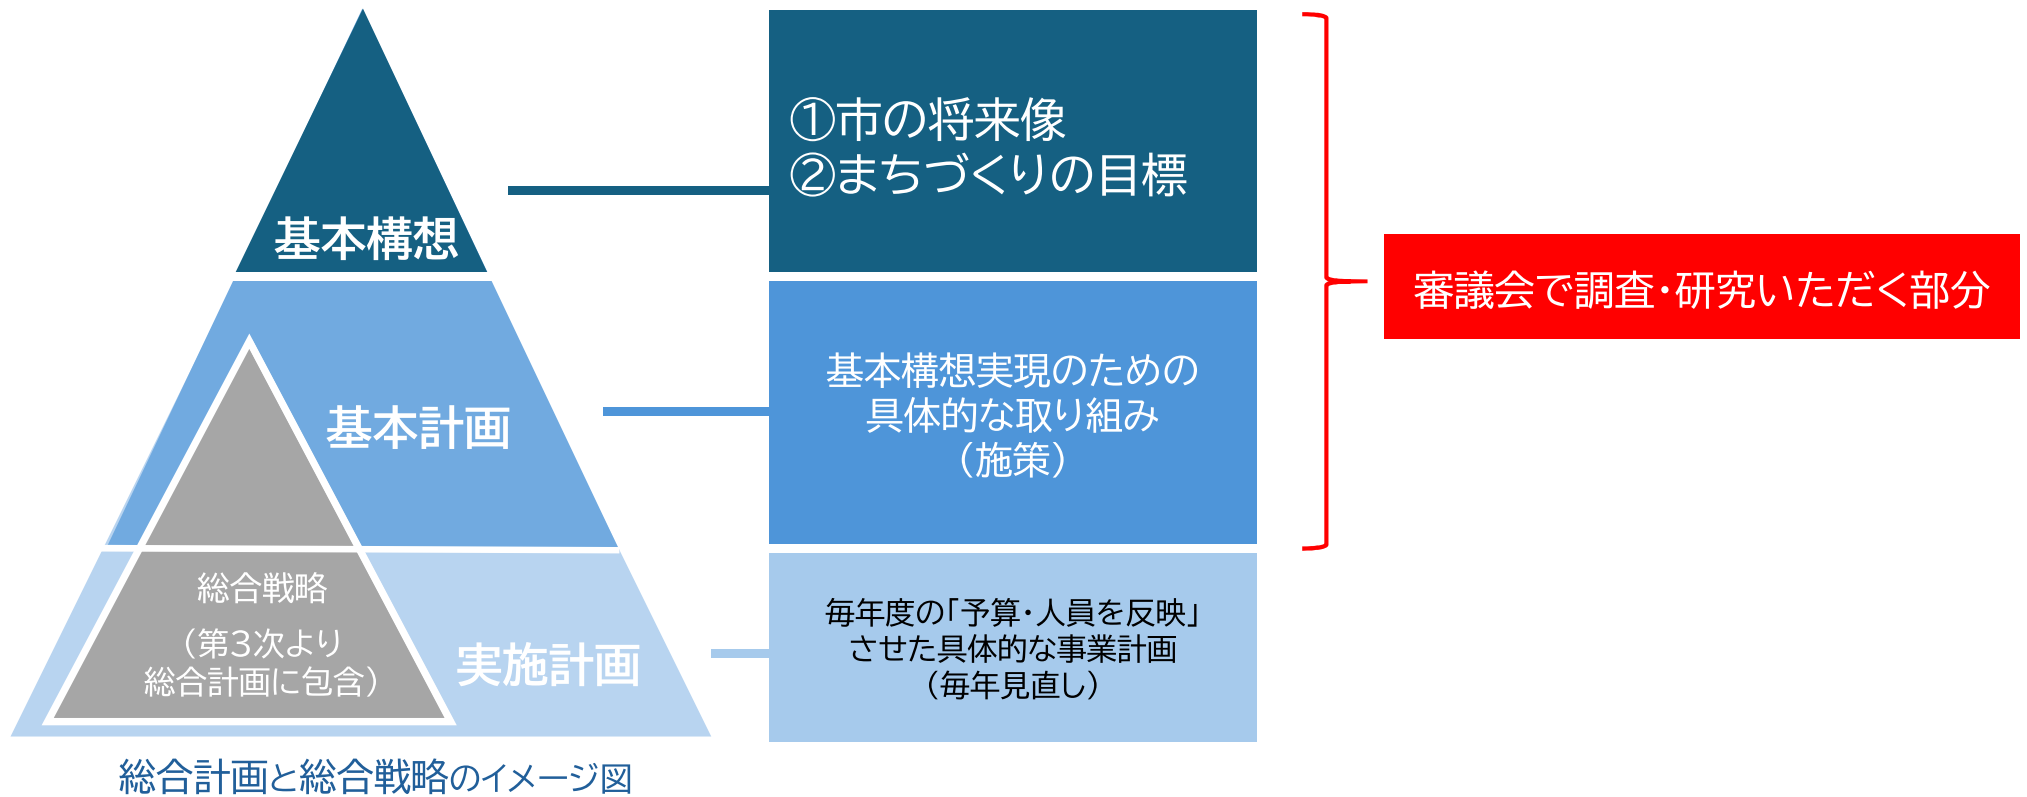 基本構想
①市の将来像
②まちづくりの目標
審議会で調査・研究いただく部分
基本計画
基本構想実現のための
具体的な取り組み
（施策）
総合戦略
（第３次より
総合計画に包含）
実施計画
毎年度の「予算・人員を反映」
させた具体的な事業計画
（毎年見直し）
総合計画と総合戦略のイメージ図